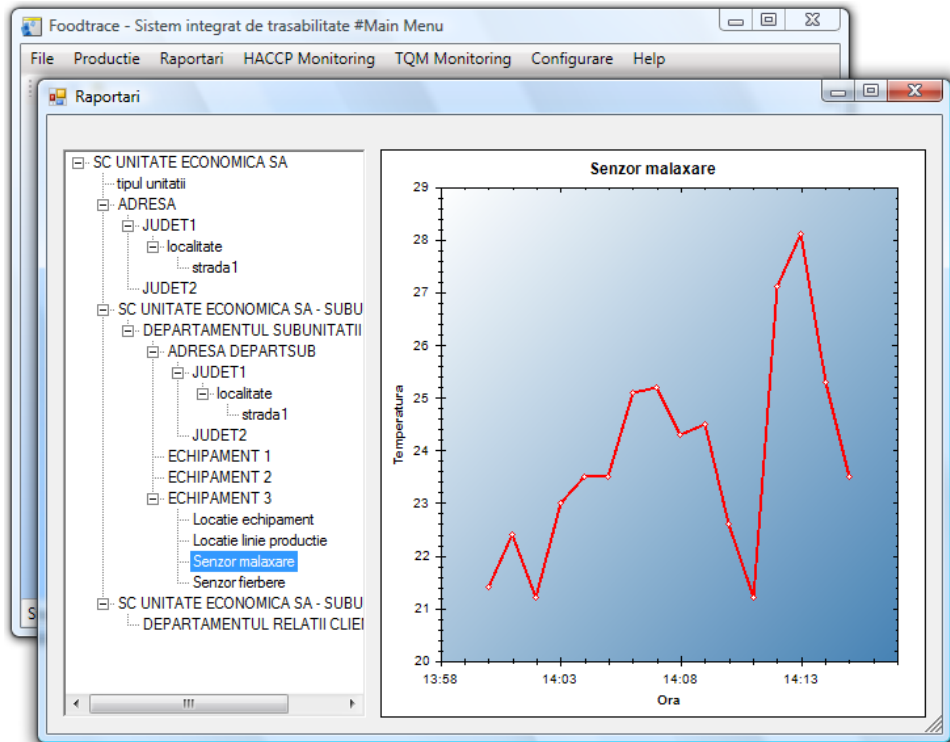 Foodtrace - Sistem integrat de trasabilitate #Main Menu
File Productie Raportari HACCP Monitoring TQM Monitoring Configurare Help
Raportari
SC UNITATE ECONOMICA SA
tipul unitatii
ADRESA
JUDET1
localitate
strada1
JUDET2
SC UNITATE ECONOMICA SA - SUBU
DEPARTAMENTUL SUBUNITATII
ADRESA DEPARTSUB
JUDET1
localitate
strada1
JUDET2
ECHIPAMENT 1
ECHIPAMENT 2
ECHIPAMENT 3
Locatie echipament
Locatie linie productie
Senzor malaxare
Senzor fierbere
SC UNITATE ECONOMICA SA - SUBU
DEPARTAMENTUL RELATII CLIE
Senzor malaxare
Temperatura
29
28
27
26
25
24
23
22
21
20
13:58 14:03 14:08 14:13
Ora